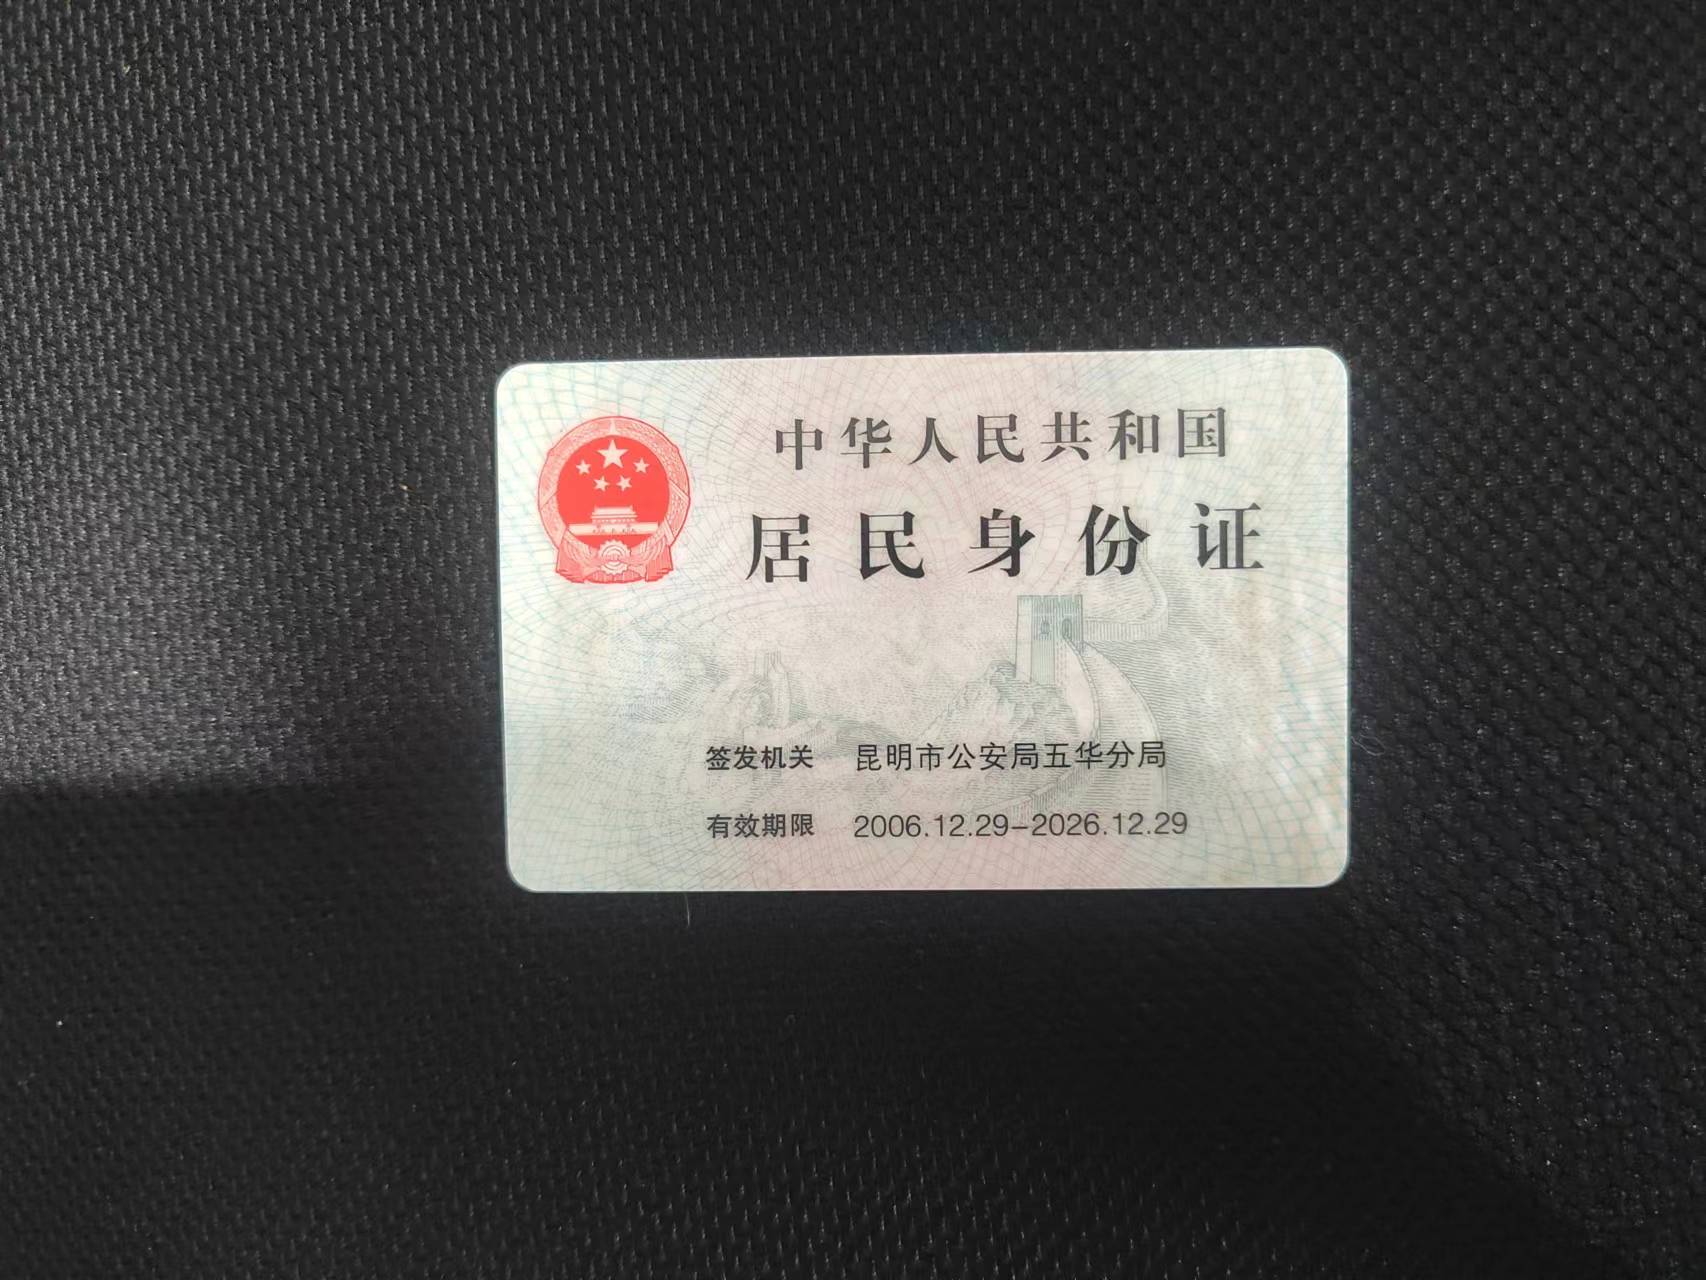 中华人民共和国
居民身份证
签发机关 昆明市公安局五华分局
有效期限 2006.12.29-2026.12.29